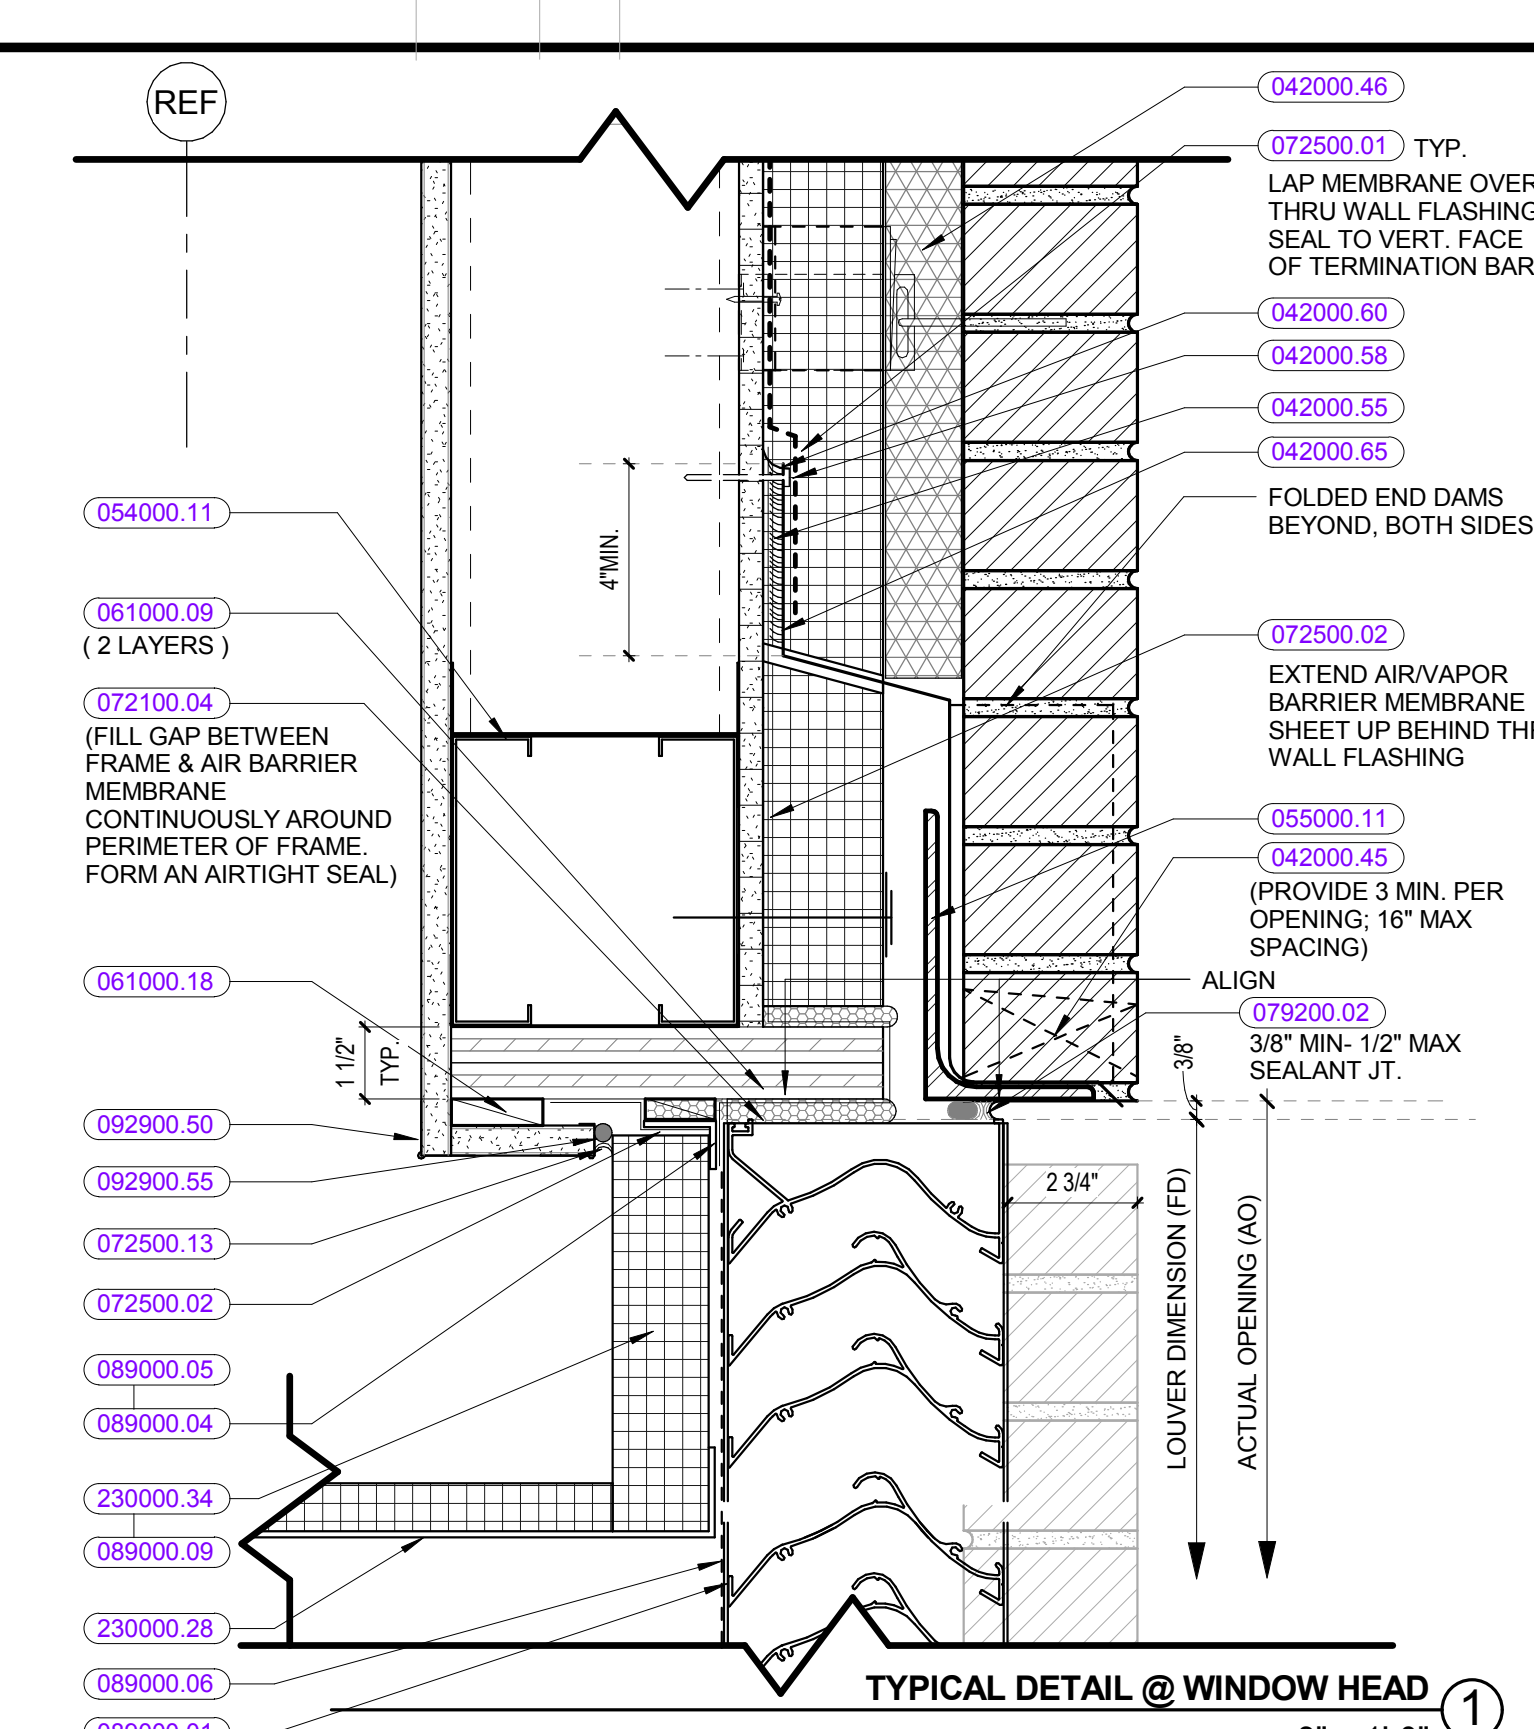 REF
042000.46
072500.01 TYP.
LAP MEMBRANE OVER
THRU WALL FLASHING
SEAL TO VERT. FACE
OF TERMINATION BAR
042000.60
042000.58
042000.55
042000.65
FOLDED END DAMS
BEYOND, BOTH SIDES
072500.02
EXTEND AIR/VAPOR
BARRIER MEMBRANE
SHEET UP BEHIND
WALL FLASHING
055000.11
042000.45
(PROVIDE 3 MIN. PER
OPENING; 16" MAX
SPACING)
ALIGN
079200.02
3/8" MIN- 1/2" MAX
SEALANT JT.
054000.11
061000.09
( 2 LAYERS )
072100.04
(FILL GAP BETWEEN
FRAME & AIR BARRIER
MEMBRANE
CONTINUOUSLY AROUND
PERIMETER OF FRAME.
FORM AN AIRTIGHT SEAL)
061000.18
092900.50
092900.55
072500.13
072500.02
089000.05
089000.04
230000.34
089000.09
230000.28
089000.06
4"MIN.
1 1/2"
TYP.
3/8"
2 3/4"
LOUVER DIMENSION (FD)
ACTUAL OPENING (AO)
TYPICAL DETAIL @ WINDOW HEAD
1